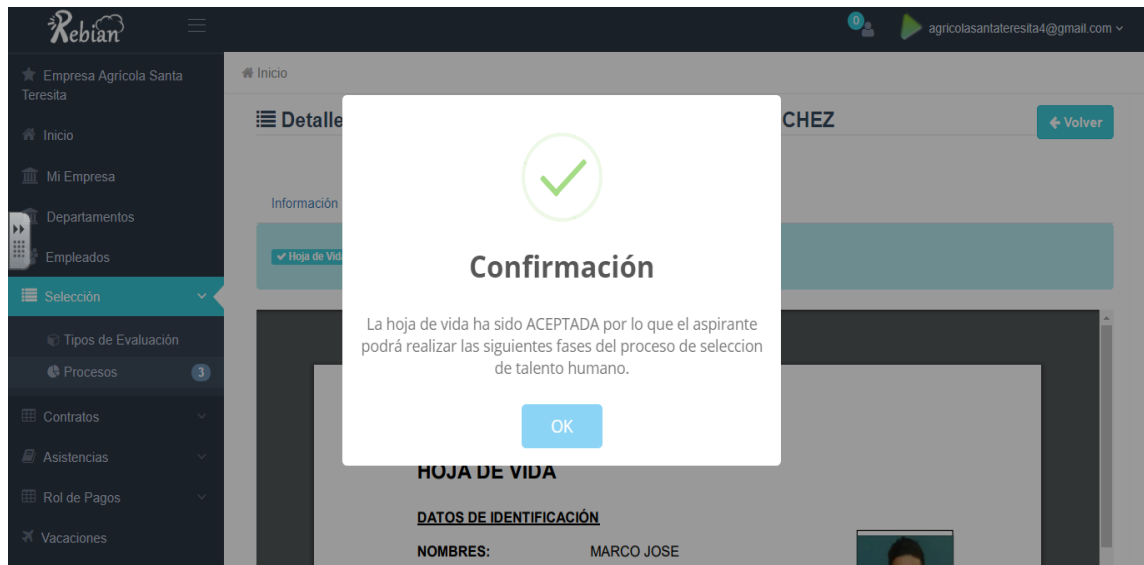 Rebian
0
agricolasantateresita4@gmail.com
Empresa Agrícola Santa
Teresita
Inicio
Mi Empresa
Departamentos
Empleados
Selección
Tipos de Evaluación
Procesos 3
Contratos
Asistencias
Rol de Pagos
Vacaciones
Inicio
Detalle
CHEZ
Volver
Información
Hoja de Vida
Confirmación
La hoja de vida ha sido ACEPTADA por lo que el aspirante
podrá realizar las siguientes fases del proceso de seleccion
de talento humano.
OK
HOJA DE VIDA
DATOS DE IDENTIFICACIÓN
NOMBRES: MARCO JOSE